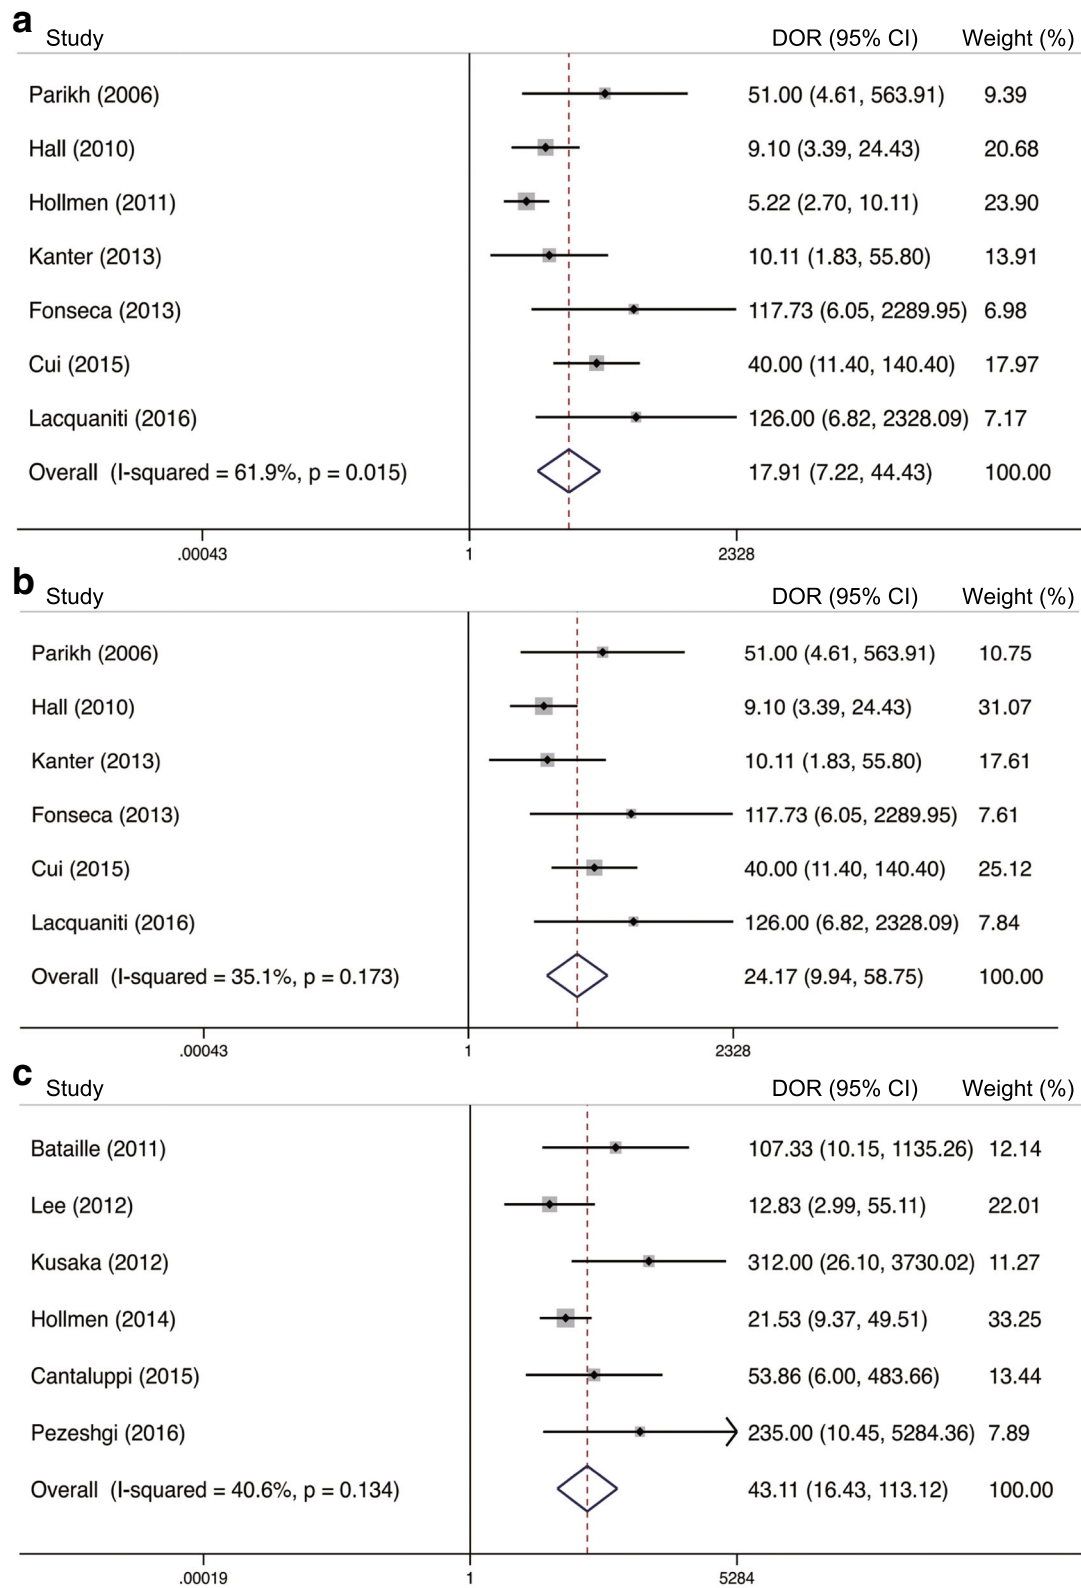 a
Study DOR (95% CI) Weight (%)
Parikh (2006) 51.00 (4.61, 563.91) 9.39
Hall (2010) 9.10 (3.39, 24.43) 20.68
Hollmen (2011) 5.22 (2.70, 10.11) 23.90
Kanter (2013) 10.11 (1.83, 55.80) 13.91
Fonseca (2013) 117.73 (6.05, 2289.95) 6.98
Cui (2015) 40.00 (11.40, 140.40) 17.97
Lacquaniti (2016) 126.00 (6.82, 2328.09) 7.17
Overall (I-squared = 61.9%, p = 0.015) 17.91 (7.22, 44.43) 100.00
.00043 1 2328
b
Study DOR (95% CI) Weight (%)
Parikh (2006) 51.00 (4.61, 563.91) 10.75
Hall (2010) 9.10 (3.39, 24.43) 31.07
Kanter (2013) 10.11 (1.83, 55.80) 17.61
Fonseca (2013) 117.73 (6.05, 2289.95) 7.61
Cui (2015) 40.00 (11.40, 140.40) 25.12
Lacquaniti (2016) 126.00 (6.82, 2328.09) 7.84
Overall (I-squared = 35.1%, p = 0.173) 24.17 (9.94, 58.75) 100.00
.00043 1 2328
c
Study DOR (95% CI) Weight (%)
Bataille (2011) 107.33 (10.15, 1135.26) 12.14
Lee (2012) 12.83 (2.99, 55.11) 22.01
Kusaka (2012) 312.00 (26.10, 3730.02) 11.27
Hollmen (2014) 21.53 (9.37, 49.51) 33.25
Cantaluppi (2015) 53.86 (6.00, 483.66) 13.44
Pezeshgi (2016) 235.00 (10.45, 5284.36) 7.89
Overall (I-squared = 40.6%, p = 0.134) 43.11 (16.43, 113.12) 100.00
.00019 1 5284